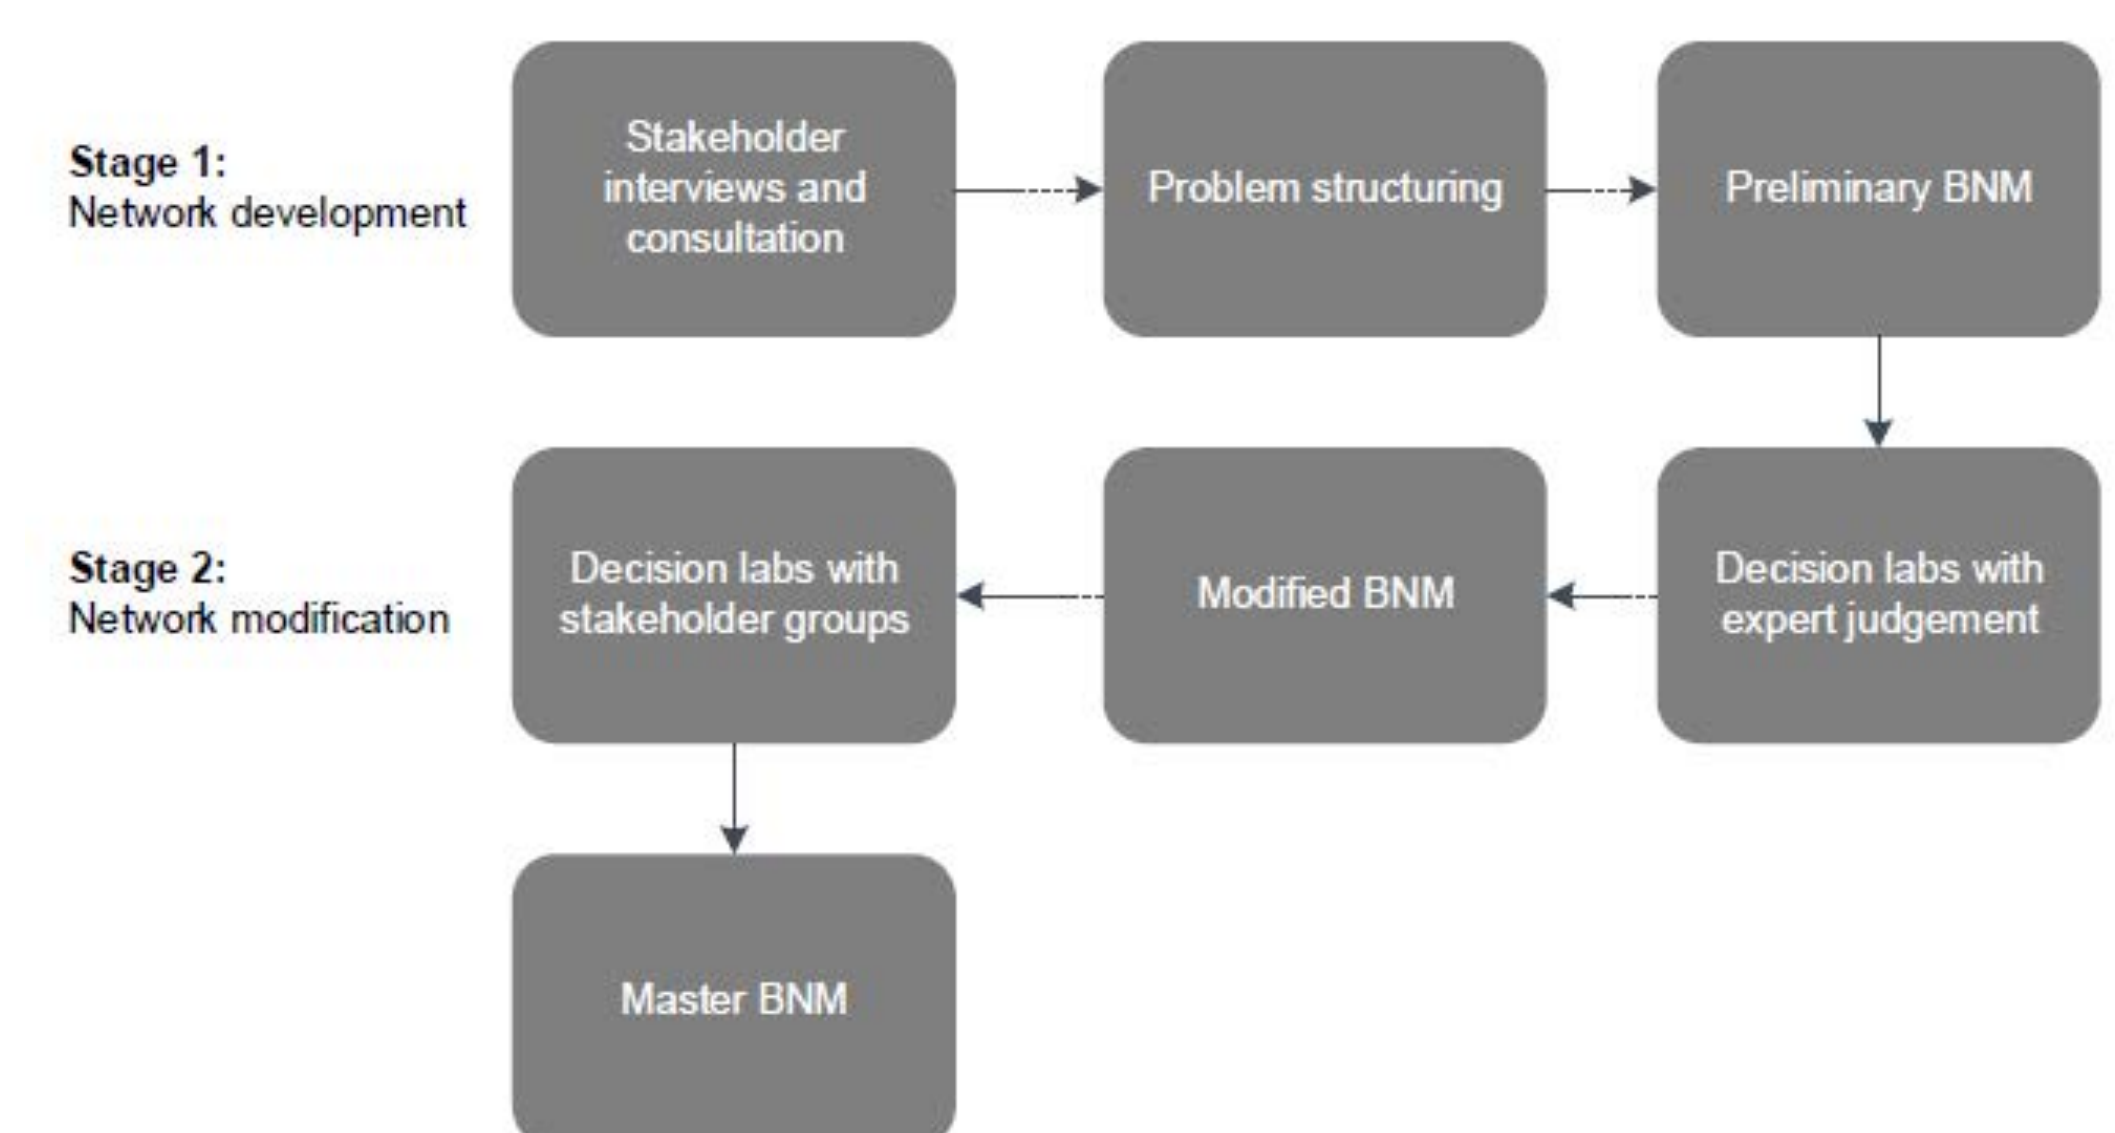 Stage 1:
Network development
Stakeholder
interviews and
consultation
Problem structuring
Preliminary BNM
Stage 2:
Network modification
Decision labs with
stakeholder groups
Modified BNM
Decision labs with
expert judgement
Master BNM